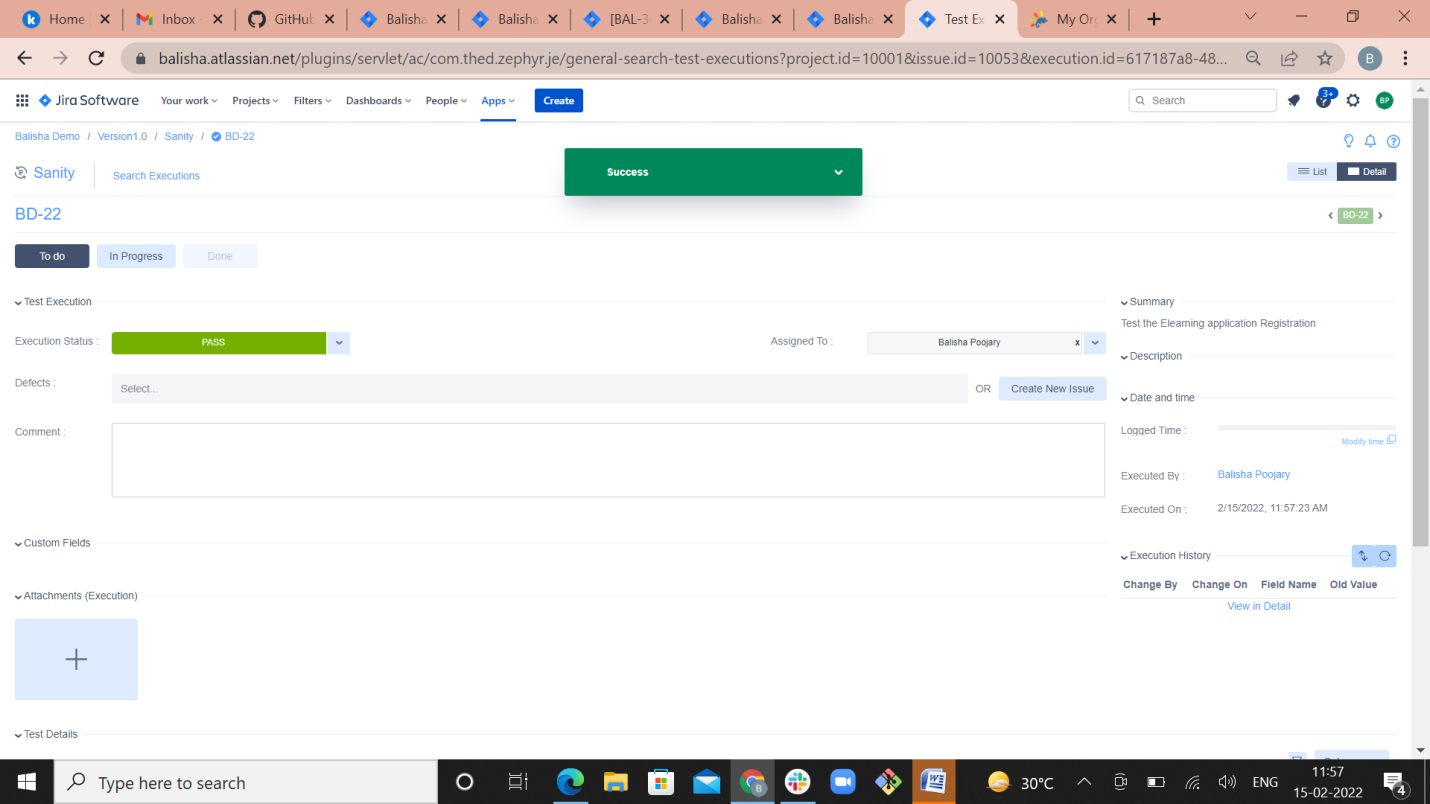 Home
Inbox -
GitHub
Balisha
Balisha
[BAL-3
Balisha
Balisha
Test Ex
My Or
balisha.atlassian.net/plugins/servlet/ac/com.thed.zephyr.je/general-search-test-executions?project.id=10001&issue.id=10053&execution.id=617187a8-48...
B
Jira Software
Your work
Projects
Filters
Dashboards
People
Apps
Create
Search
3+
BP
Balisha Demo / Version1.0 / Sanity / BD-22
Success
Sanity
Search Executions
List
Detail
BD-22
BD-22
To do
In Progress
Done
Test Execution
Execution Status :
PASS
Assigned To :
Balisha Poojary x
Defects :
Select...
OR
Create New Issue
Comment :
Custom Fields
Attachments (Execution)
Test Details
Summary
Test the Elearning application Registration
Description
Date and time
Logged Time :
Modify time
Executed By :
Balisha Poojary
Executed On :
2/15/2022, 11:57:23 AM
Execution History
Change By Change On Field Name Old Value
View in Detail
Type here to search
30°C
ENG
11:57
15-02-2022
4